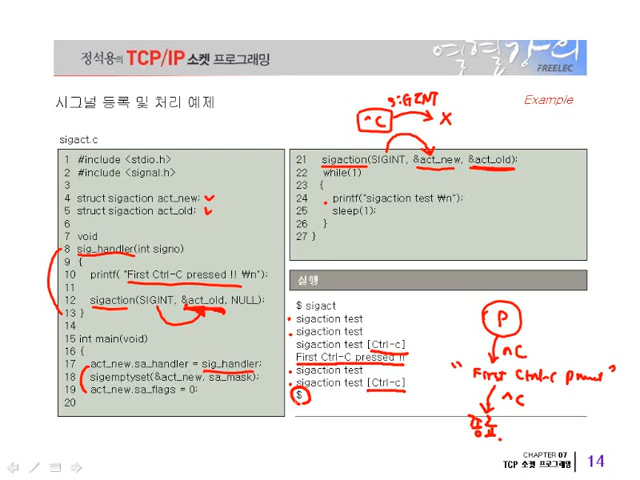 정석용의 TCP/IP 소켓 프로그래밍
열혈강의
FREELEC
시그널 등록 및 처리 예제
Example
SIGINT
^C
X
sigact.c
1 #include <stdio.h>
2 #include <signal.h>
3
4 struct sigaction act_new;
5 struct sigaction act_old;
6
7 void
8 sig_handler(int signo)
9 {
10 printf( "First Ctrl-C pressed !! ₩n");
11
12 sigaction(SIGINT, &act_old, NULL);
13 }
14
15 int main(void)
16 {
17 act_new.sa_handler = sig_handler;
18 sigemptyset(&act_new. sa_mask);
19 act_new.sa_flags = 0;
20
21 sigaction(SIGINT, &act_new, &act_old);
22 while(1)
23 {
24 printf("sigaction test ₩n");
25 sleep(1);
26 }
27 }
실행
$ sigact
sigaction test
sigaction test
sigaction test [Ctrl-c]
First Ctrl-C pressed !!
sigaction test
sigaction test [Ctrl-c]
$
P
^C
^C
종료.
CHAPTER 07
TCP 소켓 프로그래밍
14